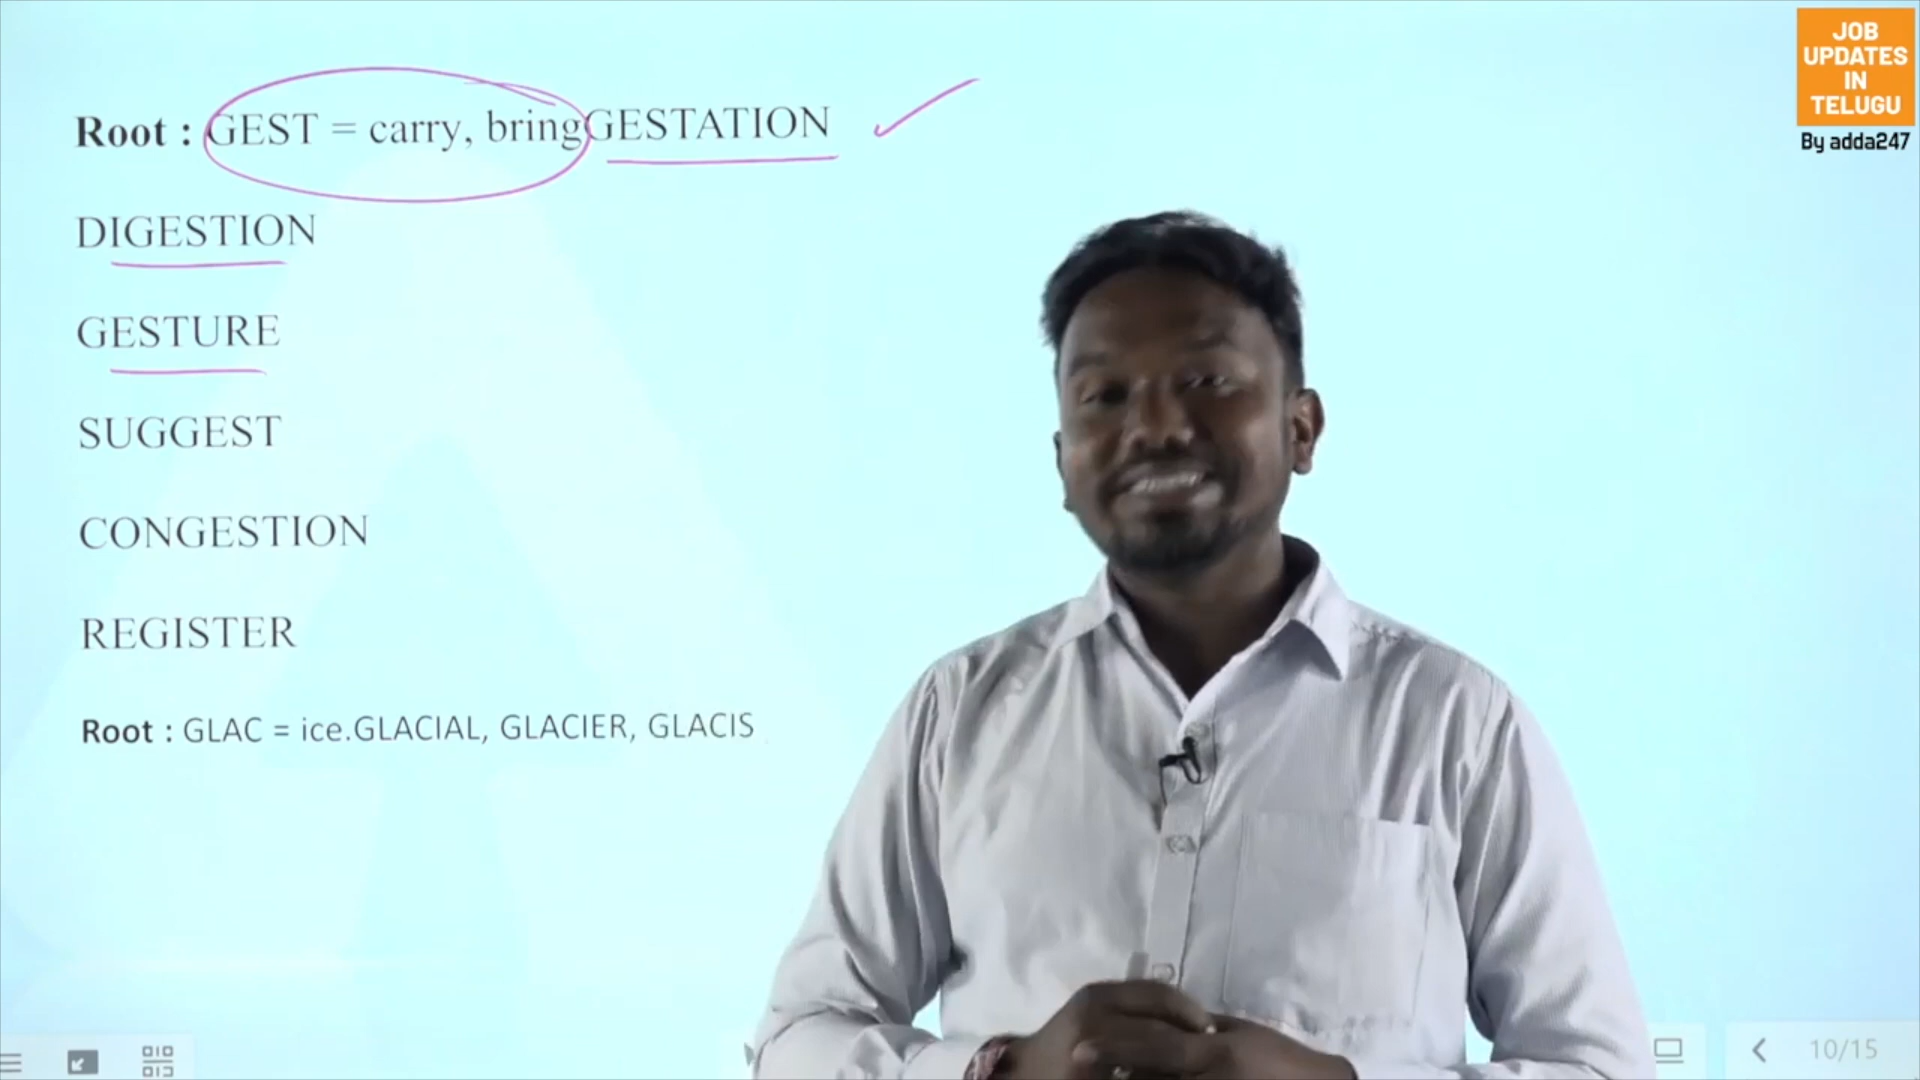 Root : GEST = carry, bringGESTATION
DIGESTION
GESTURE
SUGGEST
CONGESTION
REGISTER
Root : GLAC = ice.GLACIAL, GLACIER, GLACIS
JOB
UPDATES
IN
TELUGU
By adda247
10/15